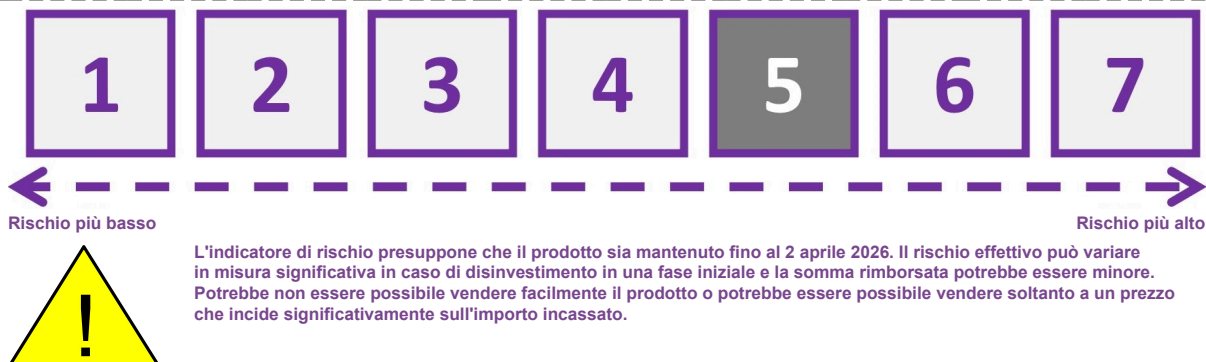 1 2 3 4 5 6 7
Rischio più basso Rischio più alto
L'indicatore di rischio presuppone che il prodotto sia mantenuto fino al 2 aprile 2026. Il rischio effettivo può variare
in misura significativa in caso di disinvestimento in una fase iniziale e la somma rimborsata potrebbe essere minore.
Potrebbe non essere possibile vendere facilmente il prodotto o potrebbe essere possibile vendere soltanto a un prezzo
che incide significativamente sull'importo incassato.
!